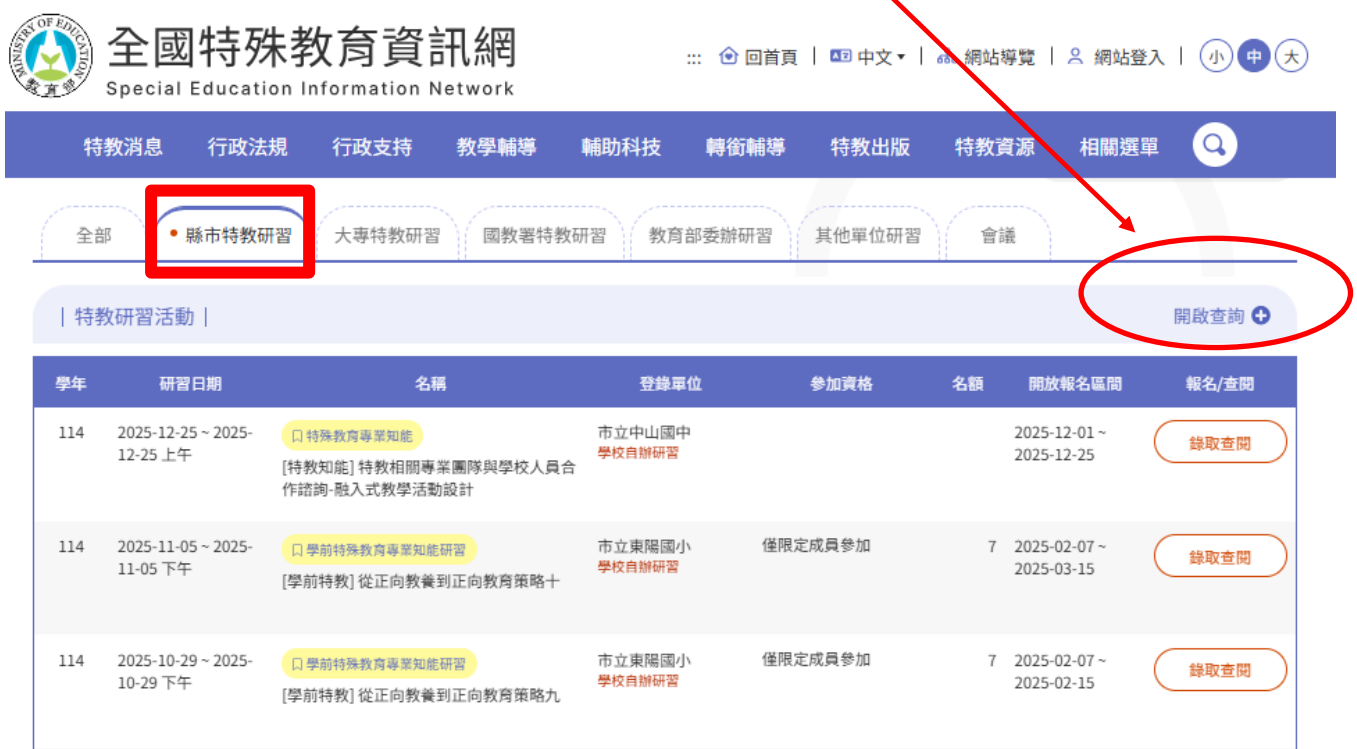 MINISTRY OF EDUCATION
教育部
全國特殊教育資訊網
Special Education Information Network
::: 回首頁 | 中文 ▾ | 網站導覽 | 網站登入 | 小 中 大
特教消息 行政法規 行政支持 教學輔導 輔助科技 轉銜輔導 特教出版 特教資源 相關選單
全部 • 縣市特教研習 大專特教研習 國教署特教研習 教育部委辦研習 其他單位研習 會議
| 特教研習活動 | 開啟查詢
學年 研習日期 名稱 登錄單位 參加資格 名額 開放報名區間 報名/查閱
114 2025-12-25 ~ 2025- 特殊教育專業知能 市立中山國中 2025-12-01 ~ 錄取查閱
12-25 上午 學校自辦研習 2025-12-25
[特教知能] 特教相關專業團隊與學校人員合
作諮詢-融入式教學活動設計
114 2025-11-05 ~ 2025- 學前特殊教育專業知能研習 市立東陽國小 僅限定成員參加 7 2025-02-07 ~ 錄取查閱
11-05 下午 學校自辦研習 2025-03-15
[學前特教] 從正向教養到正向教育策略十
114 2025-10-29 ~ 2025- 學前特殊教育專業知能研習 市立東陽國小 僅限定成員參加 7 2025-02-07 ~ 錄取查閱
10-29 下午 學校自辦研習 2025-02-15
[學前特教] 從正向教養到正向教育策略九